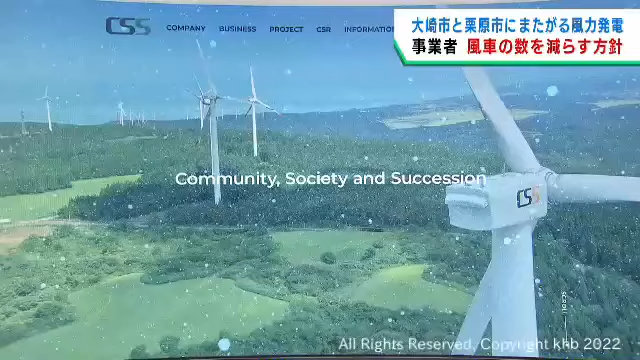 CSS
COMPANY BUSINESS PROJECT CSR INFORMATION
大崎市と栗原市にまたがる風力発電
事業者 風車の数を減らす方針
Community, Society and Succession
CSS
SCROLL
All Rights Reserved, Copyright khb 2022